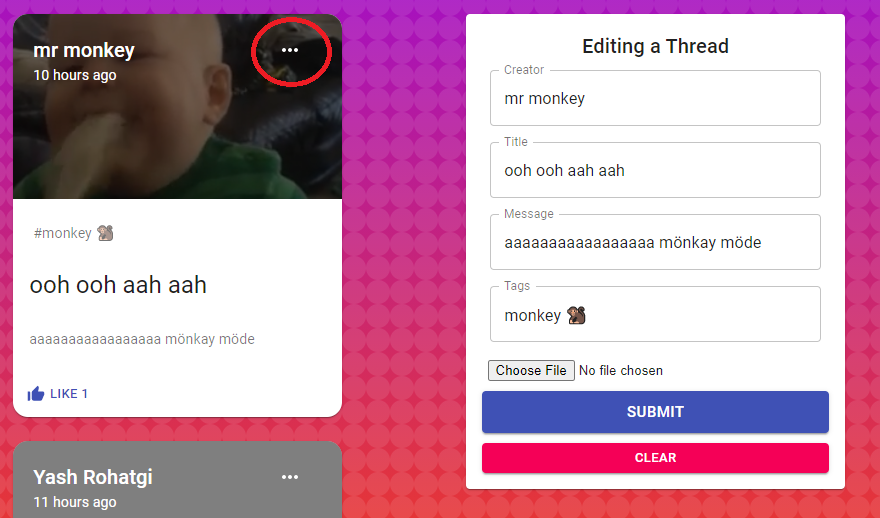 mr monkey
10 hours ago
#monkey 🐒
ooh ooh aah aah
aaaaaaaaaaaaaaaaa mönkay möde
LIKE 1
Yash Rohatgi
11 hours ago
Editing a Thread
Creator
mr monkey
Title
ooh ooh aah aah
Message
aaaaaaaaaaaaaaaaa mönkay möde
Tags
monkey 🐒
Choose File No file chosen
SUBMIT
CLEAR